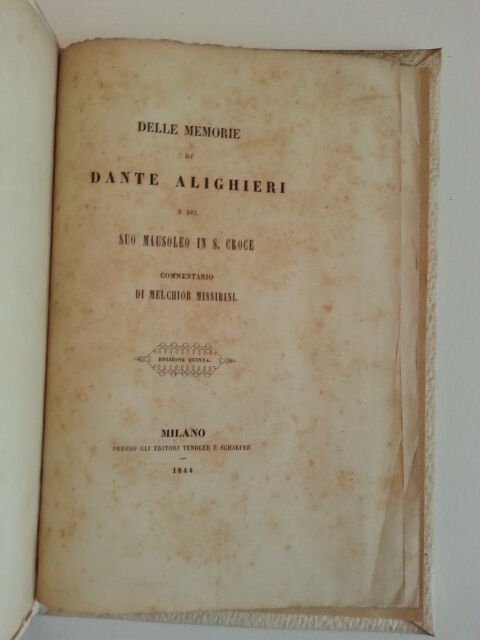 DELLE MEMORIE
DI
DANTE ALIGHIERI
E DEL
SUO MAUSOLEO IN S. CROCE
COMMENTARIO
DI MELCHIOR MISSIRINI.
EDIZIONE QUINTA.
MILANO
PRESSO GLI EDITORI TENDLER E SCHAEFER
1844